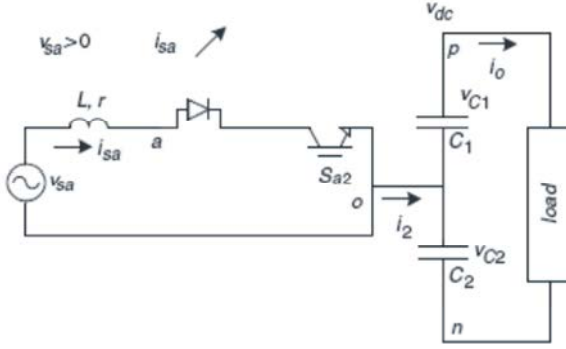 v_dc
v_sa>0
i_sa
p
i_o
L, r
v_C1
C_1
a
i_sa
S_a2
v_sa
o
i_2
load
v_C2
C_2
n